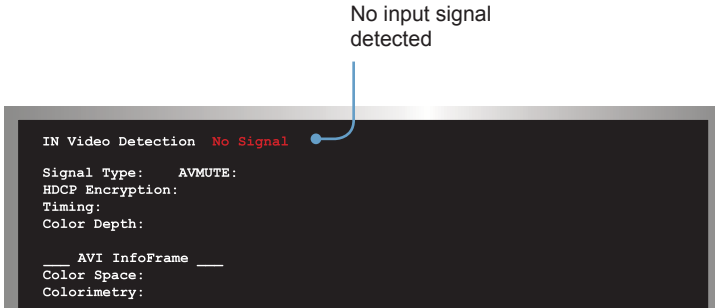 No input signal
detected
IN Video Detection No Signal
Signal Type: AVMUTE:
HDCP Encryption:
Timing:
Color Depth:
___ AVI InfoFrame ___
Color Space:
Colorimetry: